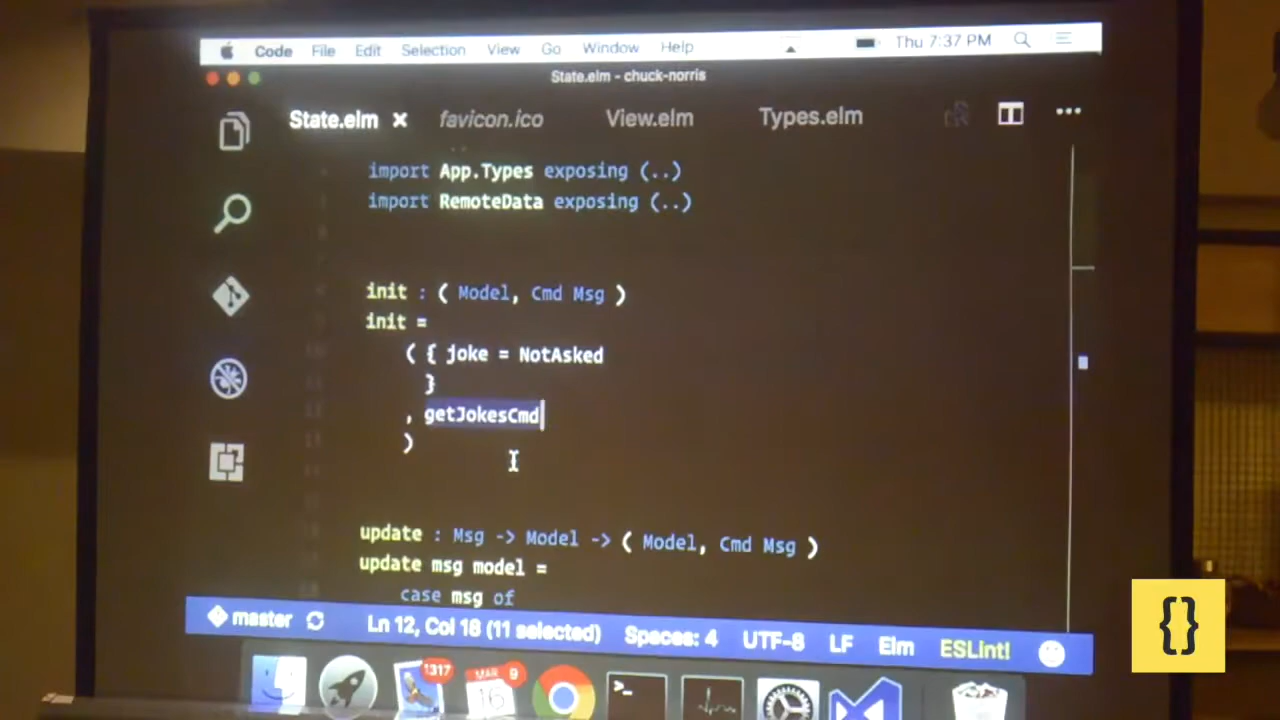 Code File Edit Selection View Go Window Help Thu 7:37 PM
State.elm - chuck-norris
State.elm × favicon.ico View.elm Types.elm
import App.Types exposing (..)
import RemoteData exposing (..)
init : ( Model, Cmd Msg )
init =
( { joke = NotAsked
}
, getJokesCmd
)
update : Msg -> Model -> ( Model, Cmd Msg )
update msg model =
case msg of
master Ln 12, Col 18 (11 selected) Spaces: 4 UTF-8 LF Elm ESLint!
1317 MAR 9
16
{}